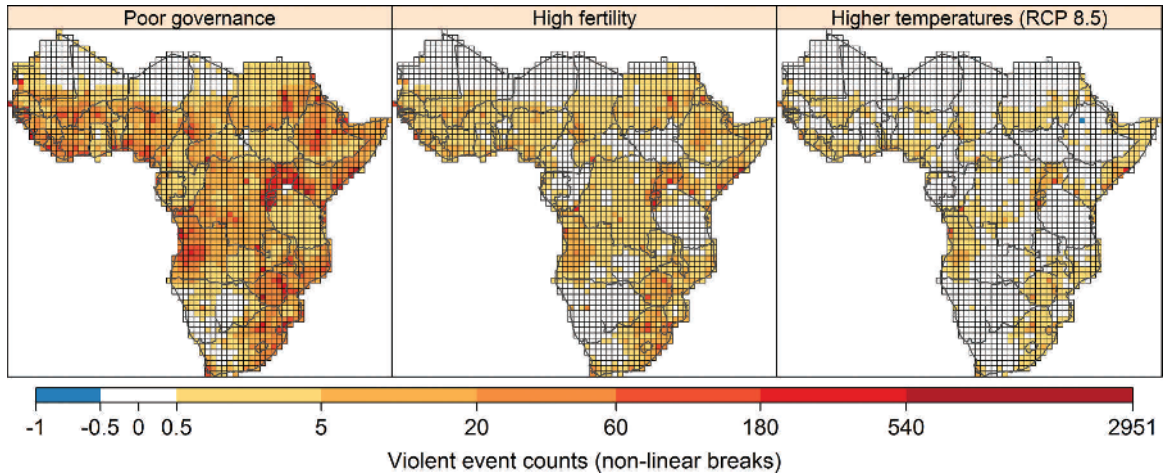 Poor governance
High fertility
Higher temperatures (RCP 8.5)
-1 -0.5 0 0.5 5 20 60 180 540 2951
Violent event counts (non-linear breaks)